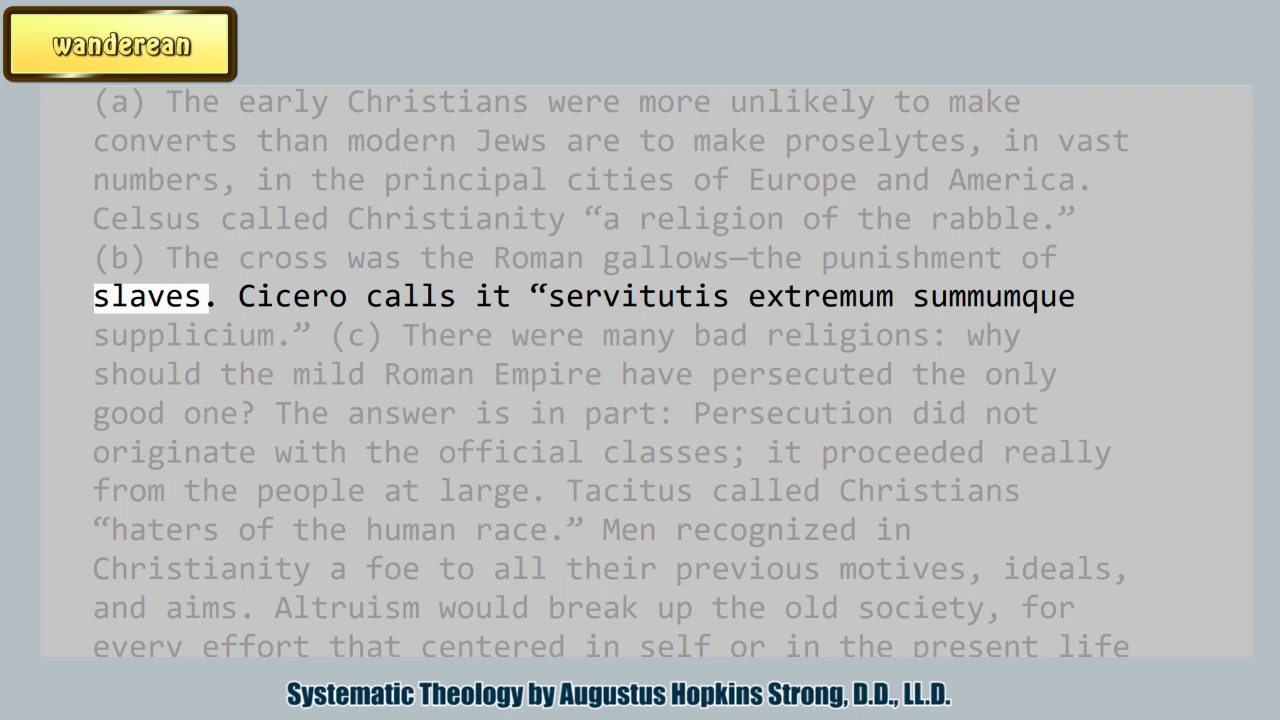 wanderean
(a) The early Christians were more unlikely to make
converts than modern Jews are to make proselytes, in vast
numbers, in the principal cities of Europe and America.
Celsus called Christianity “a religion of the rabble.”
(b) The cross was the Roman gallows—the punishment of
slaves. Cicero calls it “servitutis extremum summumque
supplicium.” (c) There were many bad religions: why
should the mild Roman Empire have persecuted the only
good one? The answer is in part: Persecution did not
originate with the official classes; it proceeded really
from the people at large. Tacitus called Christians
“haters of the human race.” Men recognized in
Christianity a foe to all their previous motives, ideals,
and aims. Altruism would break up the old society, for
every effort that centered in self or in the present life
Systematic Theology by Augustus Hopkins Strong, D.D., LL.D.